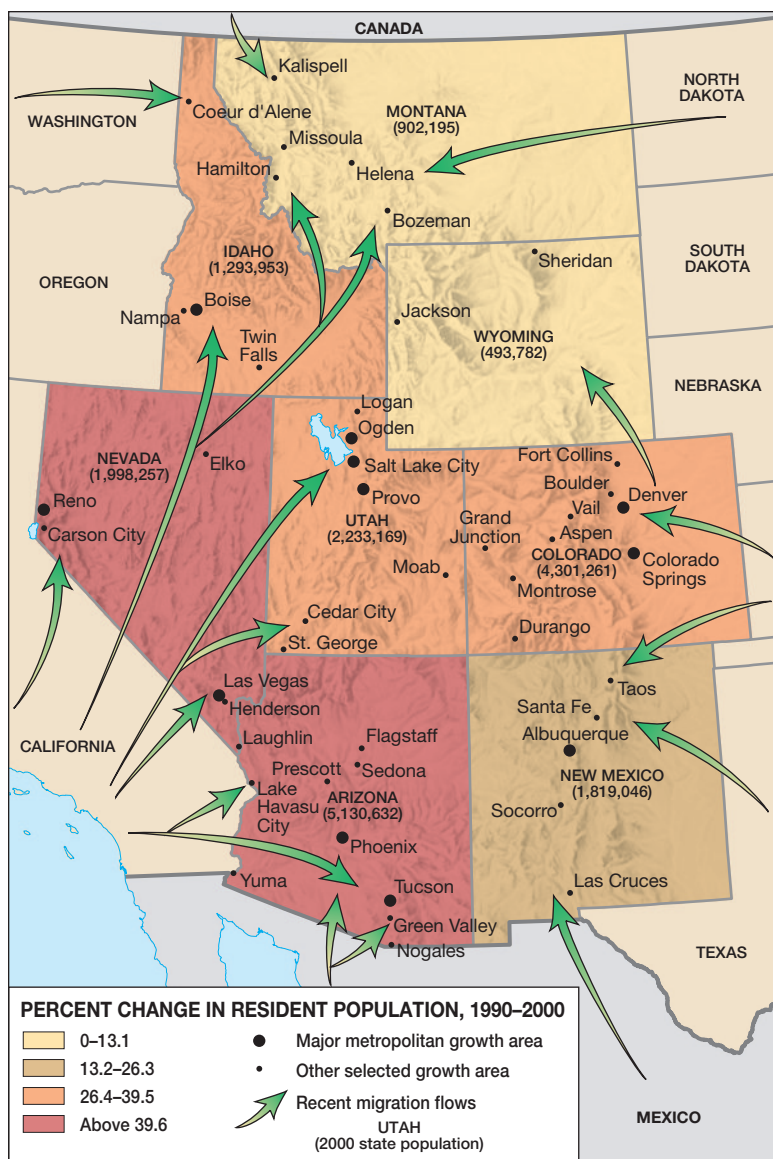 CANADA
Kalispell
NORTH
DAKOTA
MONTANA
(902,195)
Coeur d'Alene
WASHINGTON
Missoula
Helena
Hamilton
Bozeman
IDAHO
(1,293,953)
SOUTH
DAKOTA
Sheridan
OREGON
Boise
Nampa
Jackson
WYOMING
(493,782)
Twin
Falls
NEBRASKA
Logan
Ogden
NEVADA
(1,998,257)
Elko
Salt Lake City
Fort Collins
Boulder
Denver
Reno
Provo
Vail
Carson City
UTAH
(2,233,169)
Grand
Junction
Aspen
COLORADO
(4,301,261)
Colorado
Springs
Moab
Montrose
Cedar City
St. George
Durango
Las Vegas
Henderson
Taos
Santa Fe
Albuquerque
CALIFORNIA
Laughlin
Flagstaff
Prescott
Sedona
Lake
Havasu
City
ARIZONA
(5,130,632)
NEW MEXICO
(1,819,046)
Socorro
Phoenix
Yuma
Tucson
Las Cruces
Green Valley
Nogales
TEXAS
PERCENT CHANGE IN RESIDENT POPULATION, 1990–2000
0–13.1
13.2–26.3
26.4–39.5
Above 39.6
Major metropolitan growth area
Other selected growth area
Recent migration flows
UTAH
(2000 state population)
MEXICO